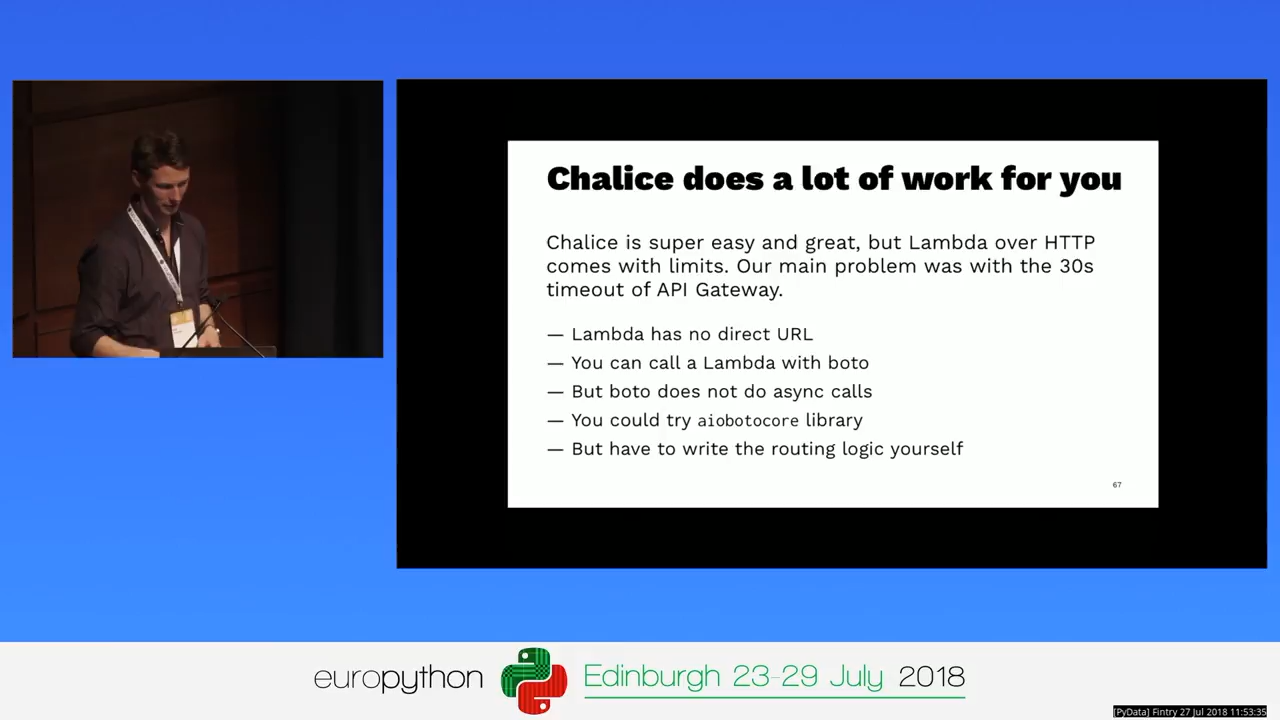 Chalice does a lot of work for you
Chalice is super easy and great, but Lambda over HTTP
comes with limits. Our main problem was with the 30s
timeout of API Gateway.
— Lambda has no direct URL
— You can call a Lambda with boto
— But boto does not do async calls
— You could try aiobotocore library
— But have to write the routing logic yourself
67
europython
Edinburgh 23-29 July 2018
[PyData] Fintry 27 Jul 2018 11:53:35